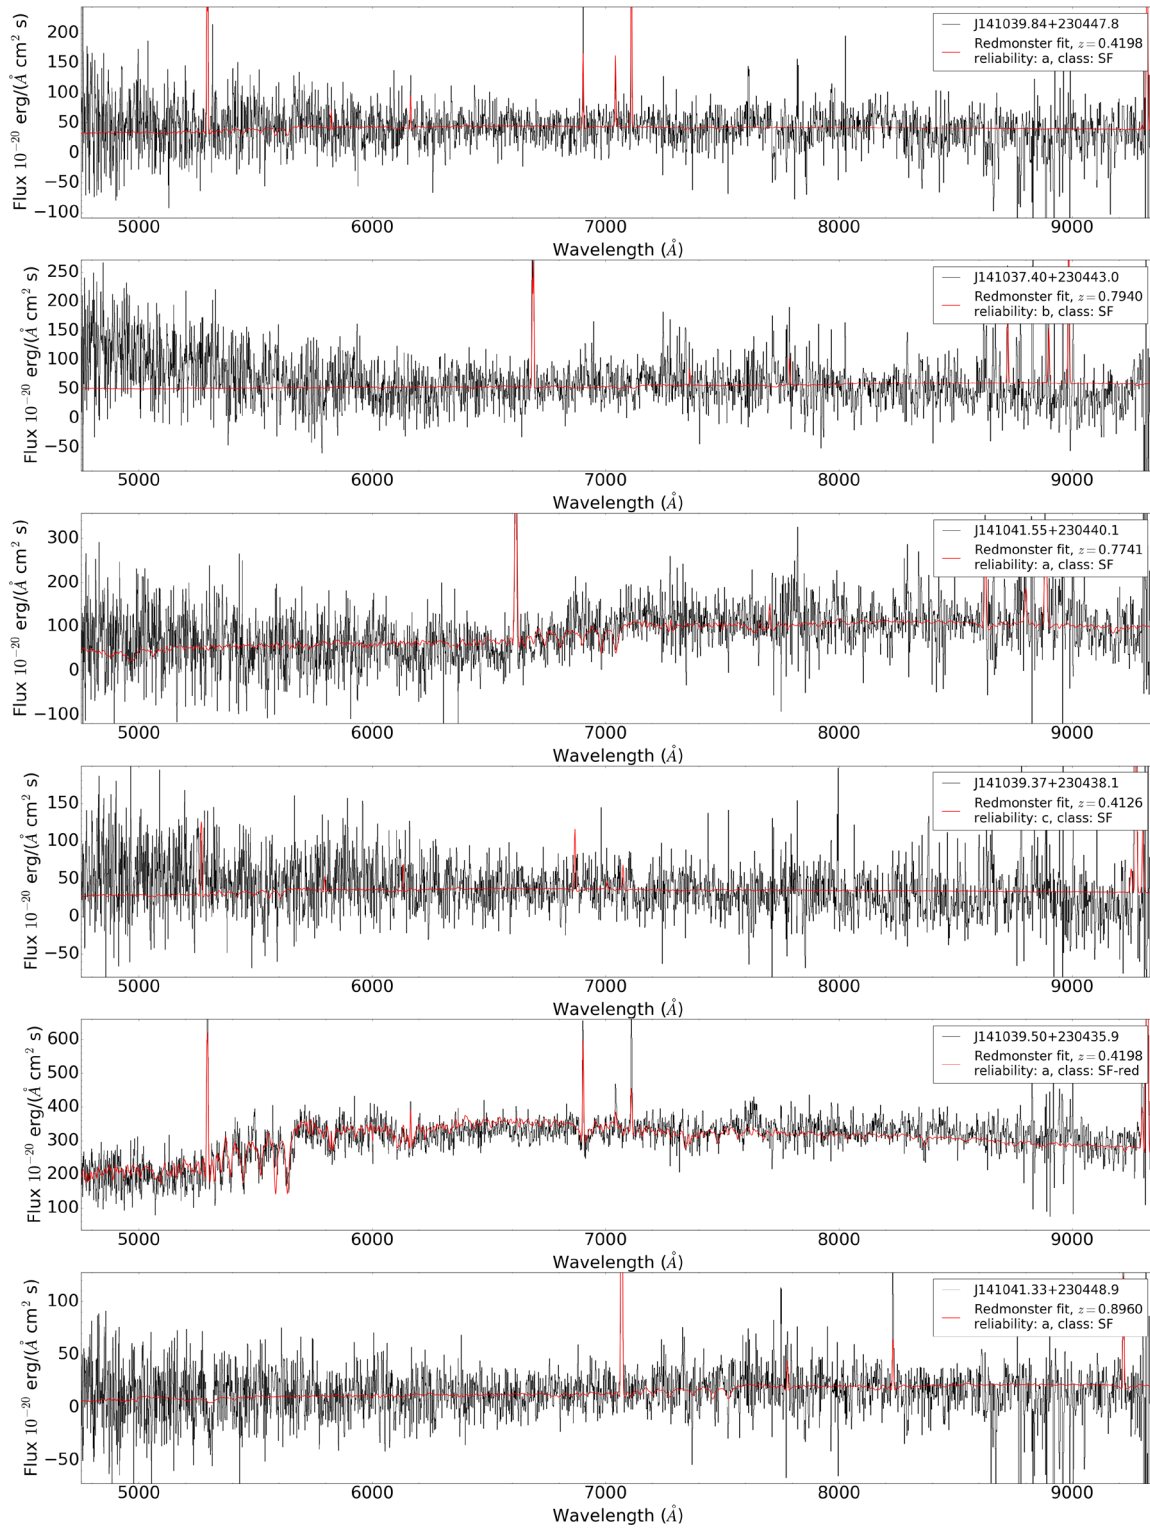 200
150
100
50
0
−50
−100
Flux 10⁻²⁰ erg/(Å cm² s)
J141039.84+230447.8
Redmonster fit, z = 0.4198
reliability: a, class: SF
5000 6000 7000 8000 9000
Wavelength (Å)
250
200
150
100
50
0
−50
Flux 10⁻²⁰ erg/(Å cm² s)
J141037.40+230443.0
Redmonster fit, z = 0.7940
reliability: b, class: SF
5000 6000 7000 8000 9000
Wavelength (Å)
300
200
100
0
−100
Flux 10⁻²⁰ erg/(Å cm² s)
J141041.55+230440.1
Redmonster fit, z = 0.7741
reliability: a, class: SF
5000 6000 7000 8000 9000
Wavelength (Å)
150
100
50
0
−50
Flux 10⁻²⁰ erg/(Å cm² s)
J141039.37+230438.1
Redmonster fit, z = 0.4126
reliability: c, class: SF
5000 6000 7000 8000 9000
Wavelength (Å)
600
500
400
300
200
100
Flux 10⁻²⁰ erg/(Å cm² s)
J141039.50+230435.9
Redmonster fit, z = 0.4198
reliability: a, class: SF-red
5000 6000 7000 8000 9000
Wavelength (Å)
100
50
0
−50
Flux 10⁻²⁰ erg/(Å cm² s)
J141041.33+230448.9
Redmonster fit, z = 0.8960
reliability: a, class: SF
5000 6000 7000 8000 9000
Wavelength (Å)